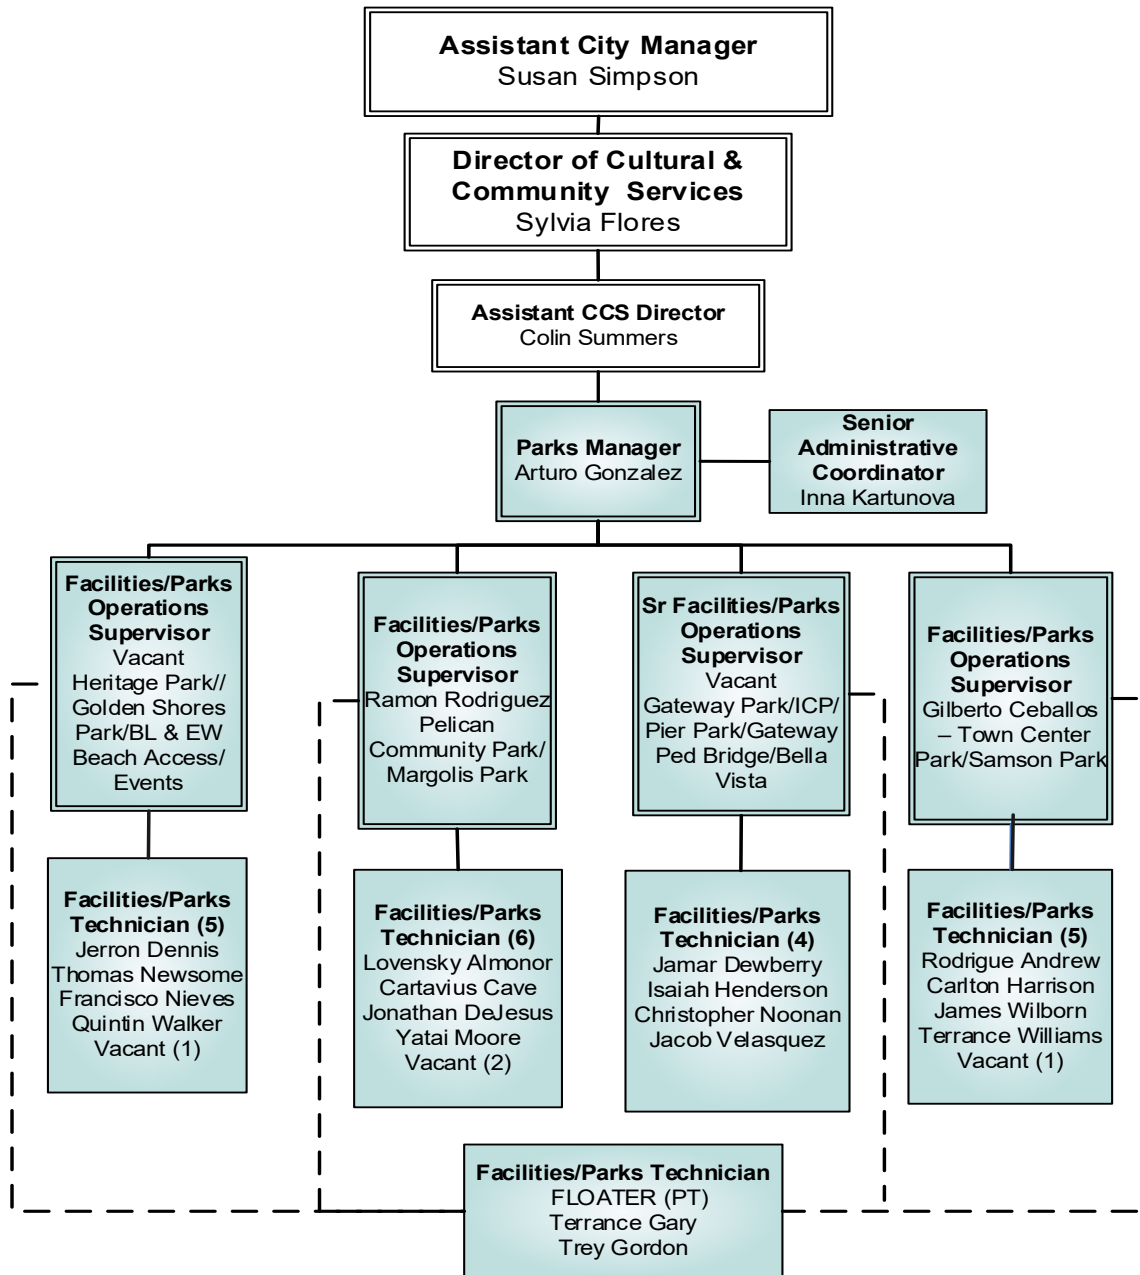 Assistant City Manager
Susan Simpson
Director of Cultural &
Community Services
Sylvia Flores
Assistant CCS Director
Colin Summers
Parks Manager
Arturo Gonzalez
Senior
Administrative
Coordinator
Inna Kartunova
Facilities/Parks
Operations
Supervisor
Vacant
Heritage Park//
Golden Shores
Park/BL & EW
Beach Access/
Events
Facilities/Parks
Operations
Supervisor
Ramon Rodriguez
Pelican
Community Park/
Margolis Park
Sr Facilities/Parks
Operations
Supervisor
Vacant
Gateway Park/ICP/
Pier Park/Gateway
Ped Bridge/Bella
Vista
Facilities/Parks
Operations
Supervisor
Gilberto Ceballos
– Town Center
Park/Samson Park
Facilities/Parks
Technician (5)
Jerron Dennis
Thomas Newsome
Francisco Nieves
Quintin Walker
Vacant (1)
Facilities/Parks
Technician (6)
Lovensky Almonor
Cartavius Cave
Jonathan DeJesus
Yatai Moore
Vacant (2)
Facilities/Parks
Technician (4)
Jamar Dewberry
Isaiah Henderson
Christopher Noonan
Jacob Velasquez
Facilities/Parks
Technician (5)
Rodrigue Andrew
Carlton Harrison
James Wilborn
Terrance Williams
Vacant (1)
Facilities/Parks Technician
FLOATER (PT)
Terrance Gary
Trey Gordon